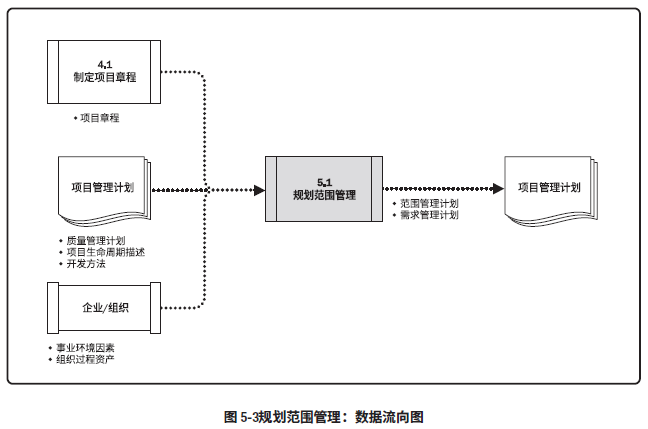 4.1
制定项目章程
• 项目章程
项目管理计划
• 质量管理计划
• 项目生命周期描述
• 开发方法
企业/组织
• 事业环境因素
• 组织过程资产
5.1
规划范围管理
• 范围管理计划
• 需求管理计划
项目管理计划
图 5-3规划范围管理：数据流向图